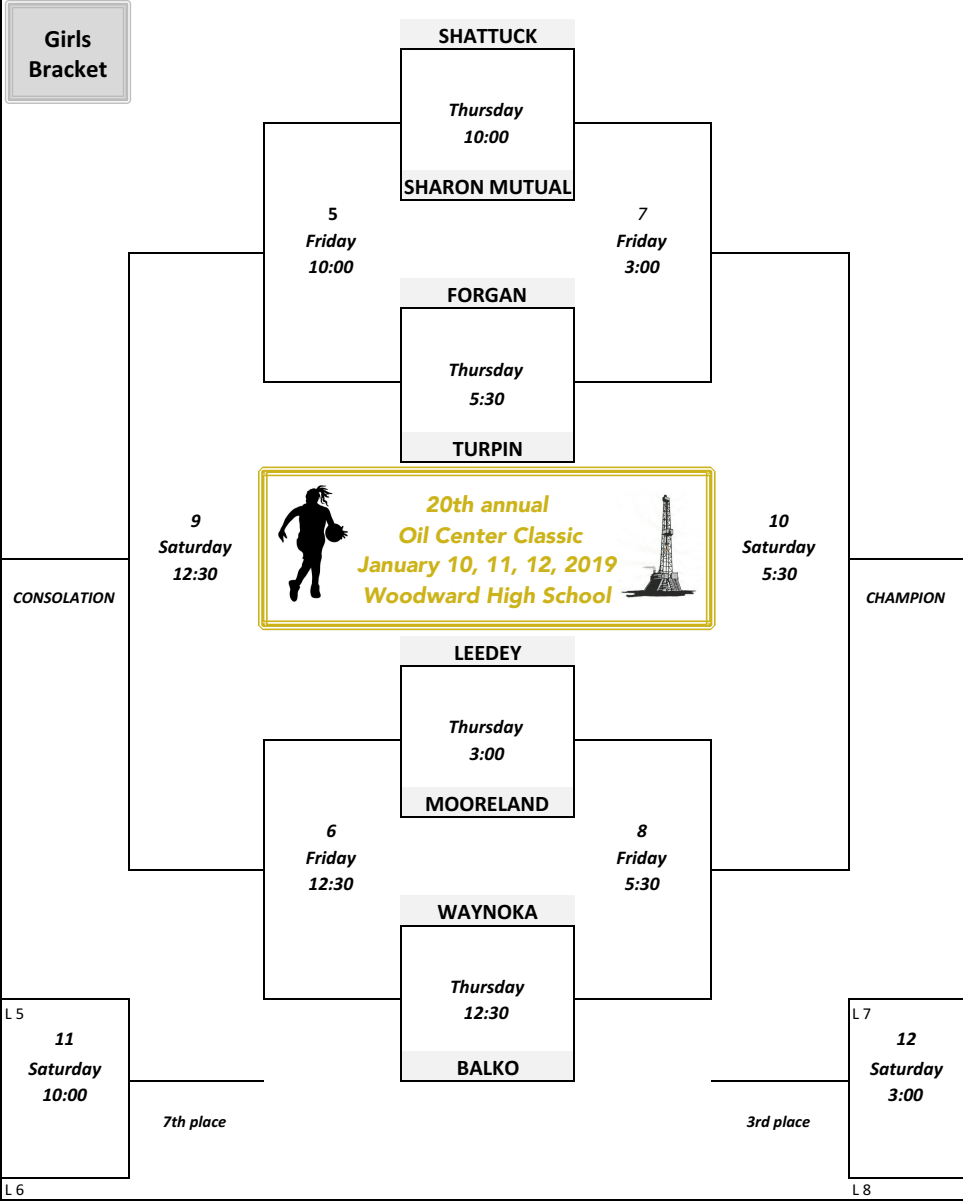 Girls
Bracket
SHATTUCK
Thursday
10:00
SHARON MUTUAL
5
Friday
10:00
7
Friday
3:00
FORGAN
Thursday
5:30
TURPIN
9
Saturday
12:30
CONSOLATION
20th annual
Oil Center Classic
January 10, 11, 12, 2019
Woodward High School
10
Saturday
5:30
CHAMPION
LEEDEY
Thursday
3:00
MOORELAND
6
Friday
12:30
8
Friday
5:30
WAYNOKA
Thursday
12:30
BALKO
L 5
11
Saturday
10:00
7th place
L 6
L 7
12
Saturday
3:00
3rd place
L 8